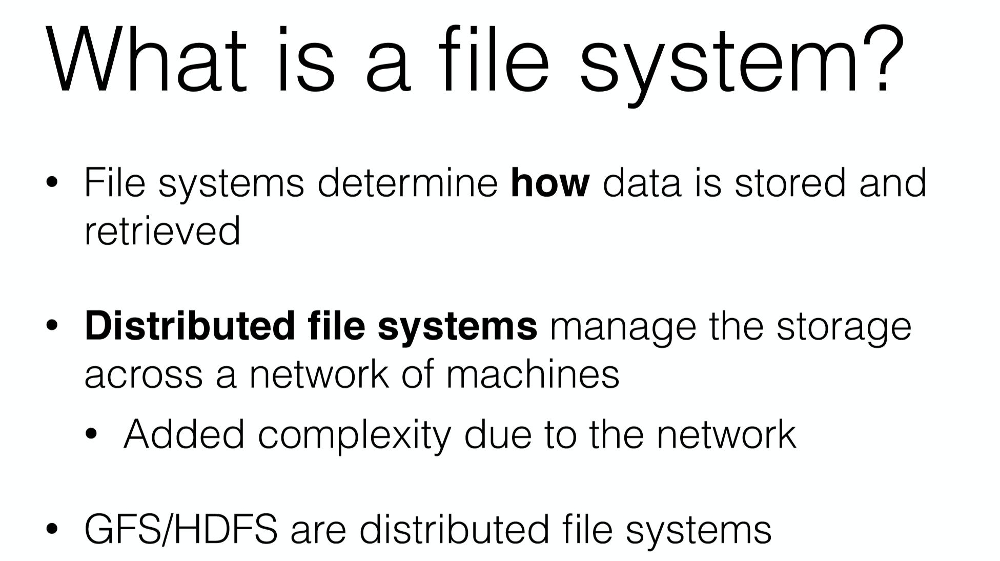 What is a file system?
• File systems determine how data is stored and
retrieved
• Distributed file systems manage the storage
across a network of machines
• Added complexity due to the network
• GFS/HDFS are distributed file systems